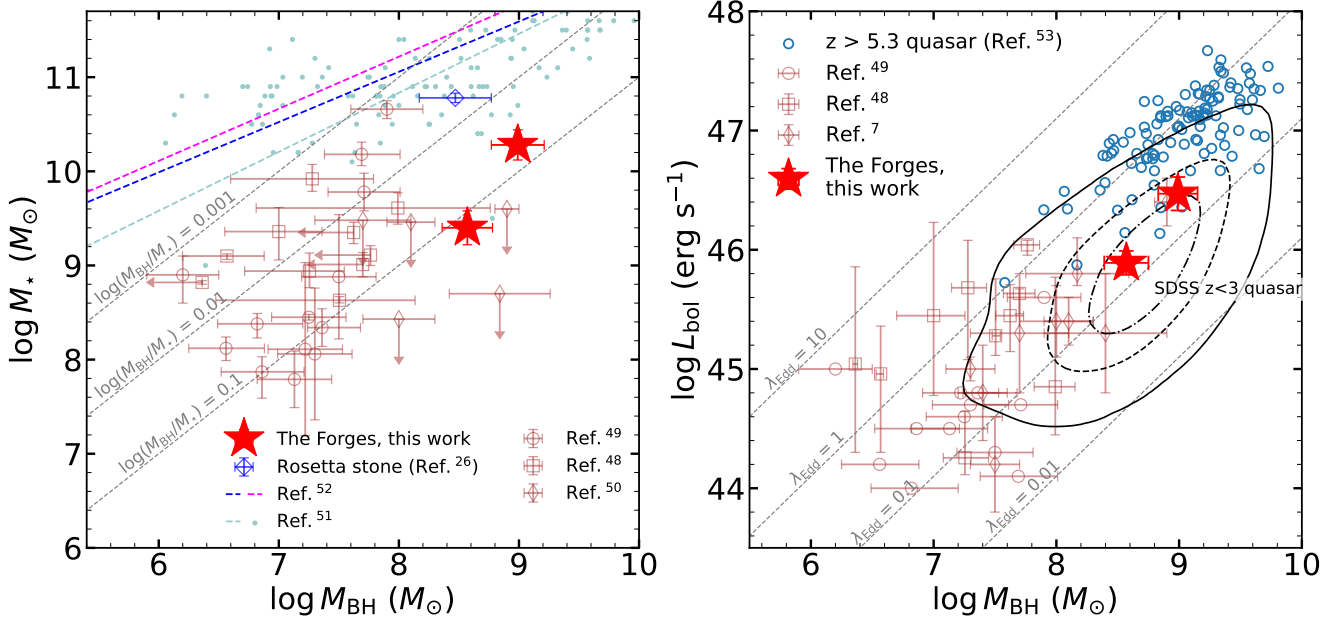 11
10
9
8
7
6
log M⋆ (M⊙)
log(M_BH/M⋆) = 0.001
log(M_BH/M⋆) = 0.01
log(M_BH/M⋆) = 0.1
The Forges, this work
Rosetta stone (Ref. 26)
Ref. 52
Ref. 51
Ref. 49
Ref. 48
Ref. 50
6 7 8 9 10
log M_BH (M⊙)
48
47
46
45
44
log L_bol (erg s⁻¹)
z > 5.3 quasar (Ref. 53)
Ref. 49
Ref. 48
Ref. 7
The Forges,
this work
SDSS z<3 quasar
λ_Edd = 10
λ_Edd = 1
λ_Edd = 0.1
λ_Edd = 0.01
6 7 8 9 10
log M_BH (M⊙)